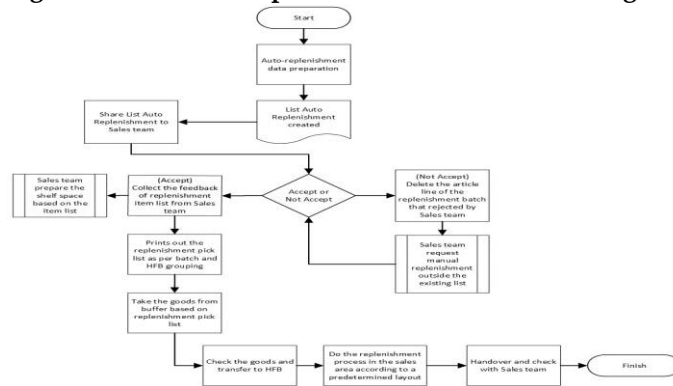 Start
Auto-replenishment
data preparation
List Auto
Replenishment
created
Share List Auto
Replenishment to
Sales team
Accept or
Not Accept
(Accept)
Collect the feedback
of replenishment
item list from Sales
team
Sales team
prepare the
shelf space
based on the
item list
(Not Accept)
Delete the article
line of the
replenishment batch
that rejected by
Sales team
Sales team
request
manual
replenishment
outside the
existing list
Prints out the
replenishment pick
list as per batch and
HFB grouping
Take the goods from
buffer based on
replenishment pick
list
Check the goods and
transfer to HFB
Do the replenishment
process in the sales
area according to a
predetermined layout
Handover and check
with Sales team
Finish